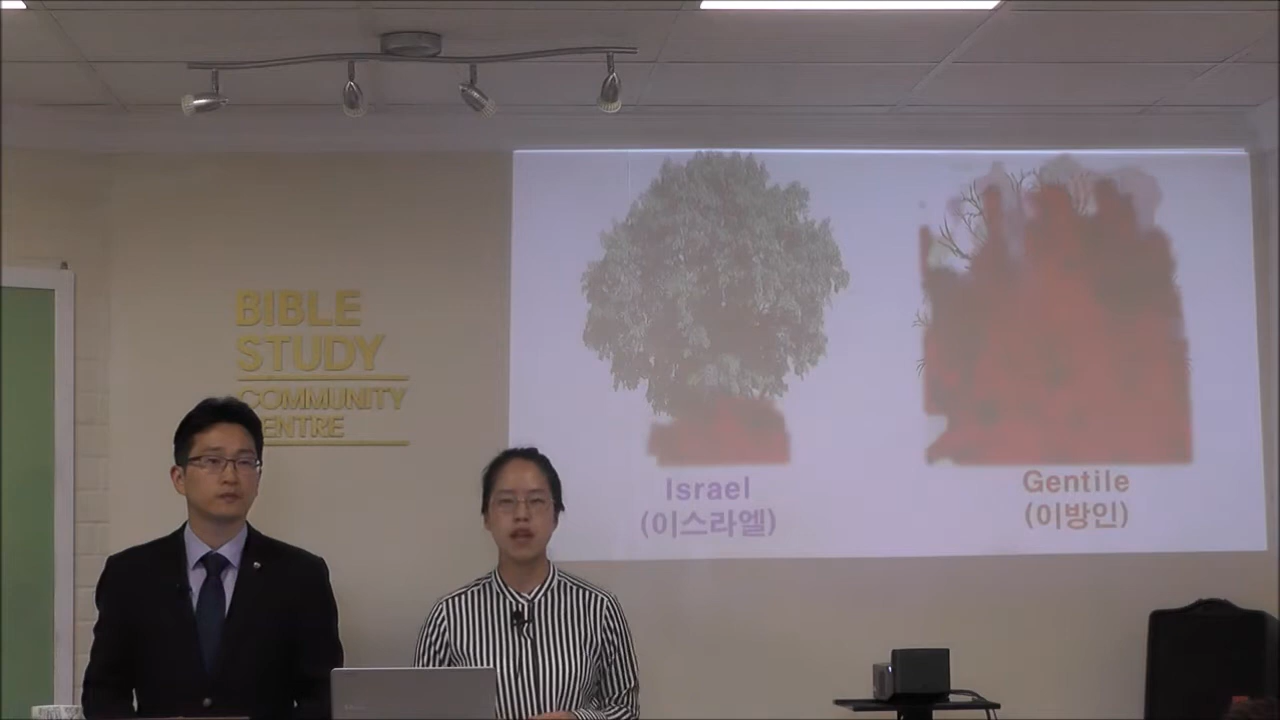 BIBLE
STUDY
COMMUNITY
CENTRE
Israel
(이스라엘)
Gentile
(이방인)